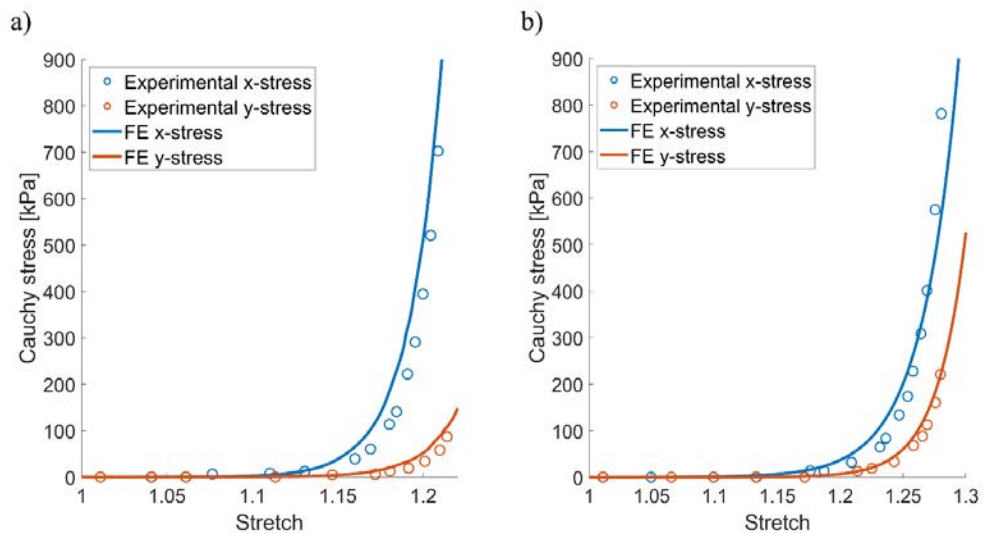 a)
900
800
700
600
500
400
300
200
100
0
Cauchy stress [kPa]
Experimental x-stress
Experimental y-stress
FE x-stress
FE y-stress
1
1.05
1.1
1.15
1.2
Stretch
b)
900
800
700
600
500
400
300
200
100
0
Cauchy stress [kPa]
Experimental x-stress
Experimental y-stress
FE x-stress
FE y-stress
1
1.05
1.1
1.15
1.2
1.25
1.3
Stretch